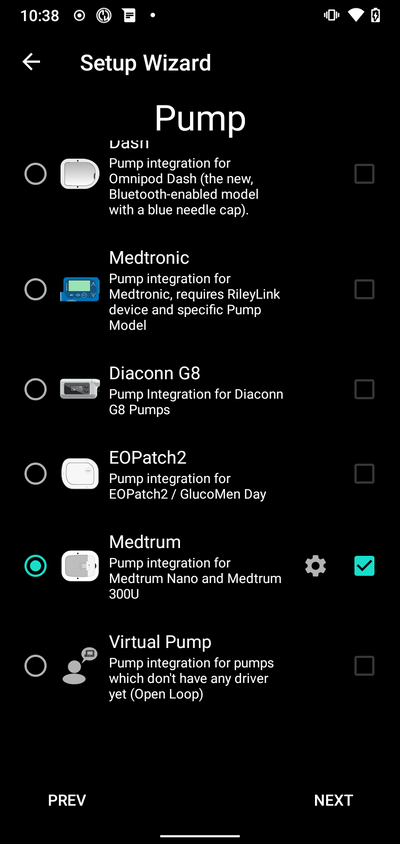 10:38
Setup Wizard
Pump
Dash
Pump integration for
Omnipod Dash (the new,
Bluetooth-enabled model
with a blue needle cap).
Medtronic
Pump integration for
Medtronic, requires RileyLink
device and specific Pump
Model
Diaconn G8
Pump Integration for Diaconn
G8 Pumps
EOPatch2
Pump integration for
EOPatch2 / GlucoMen Day
Medtrum
Pump integration for
Medtrum Nano and Medtrum
300U
Virtual Pump
Pump integration for pumps
which don't have any driver
yet (Open Loop)
PREV
NEXT